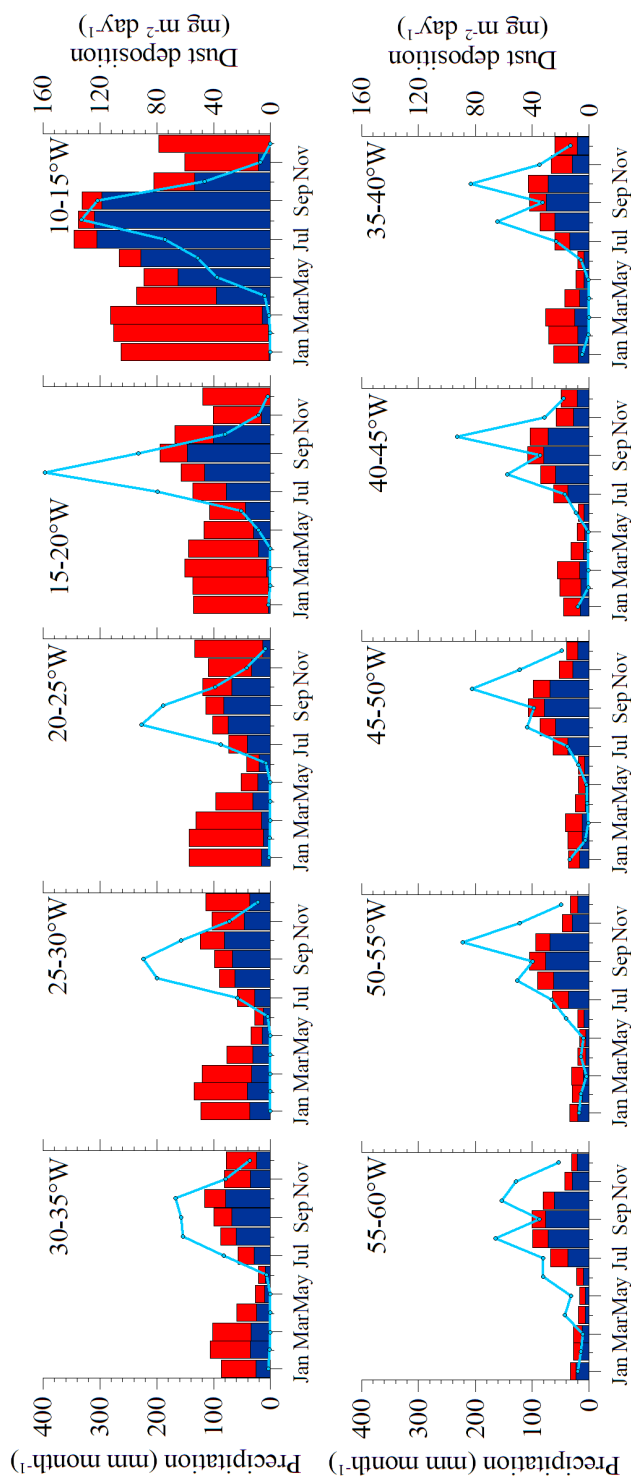 30-35°W
25-30°W
20-25°W
15-20°W
10-15°W
Precipitation (mm month⁻¹)
400
300
200
100
0
160
120
80
40
0
Dust deposition
(mg m⁻² day⁻¹)
Jan Mar May Jul Sep Nov
Jan Mar May Jul Sep Nov
Jan Mar May Jul Sep Nov
Jan Mar May Jul Sep Nov
Jan Mar May Jul Sep Nov
55-60°W
50-55°W
45-50°W
40-45°W
35-40°W
Precipitation (mm month⁻¹)
400
300
200
100
0
160
120
80
40
0
Dust deposition
(mg m⁻² day⁻¹)
Jan Mar May Jul Sep Nov
Jan Mar May Jul Sep Nov
Jan Mar May Jul Sep Nov
Jan Mar May Jul Sep Nov
Jan Mar May Jul Sep Nov